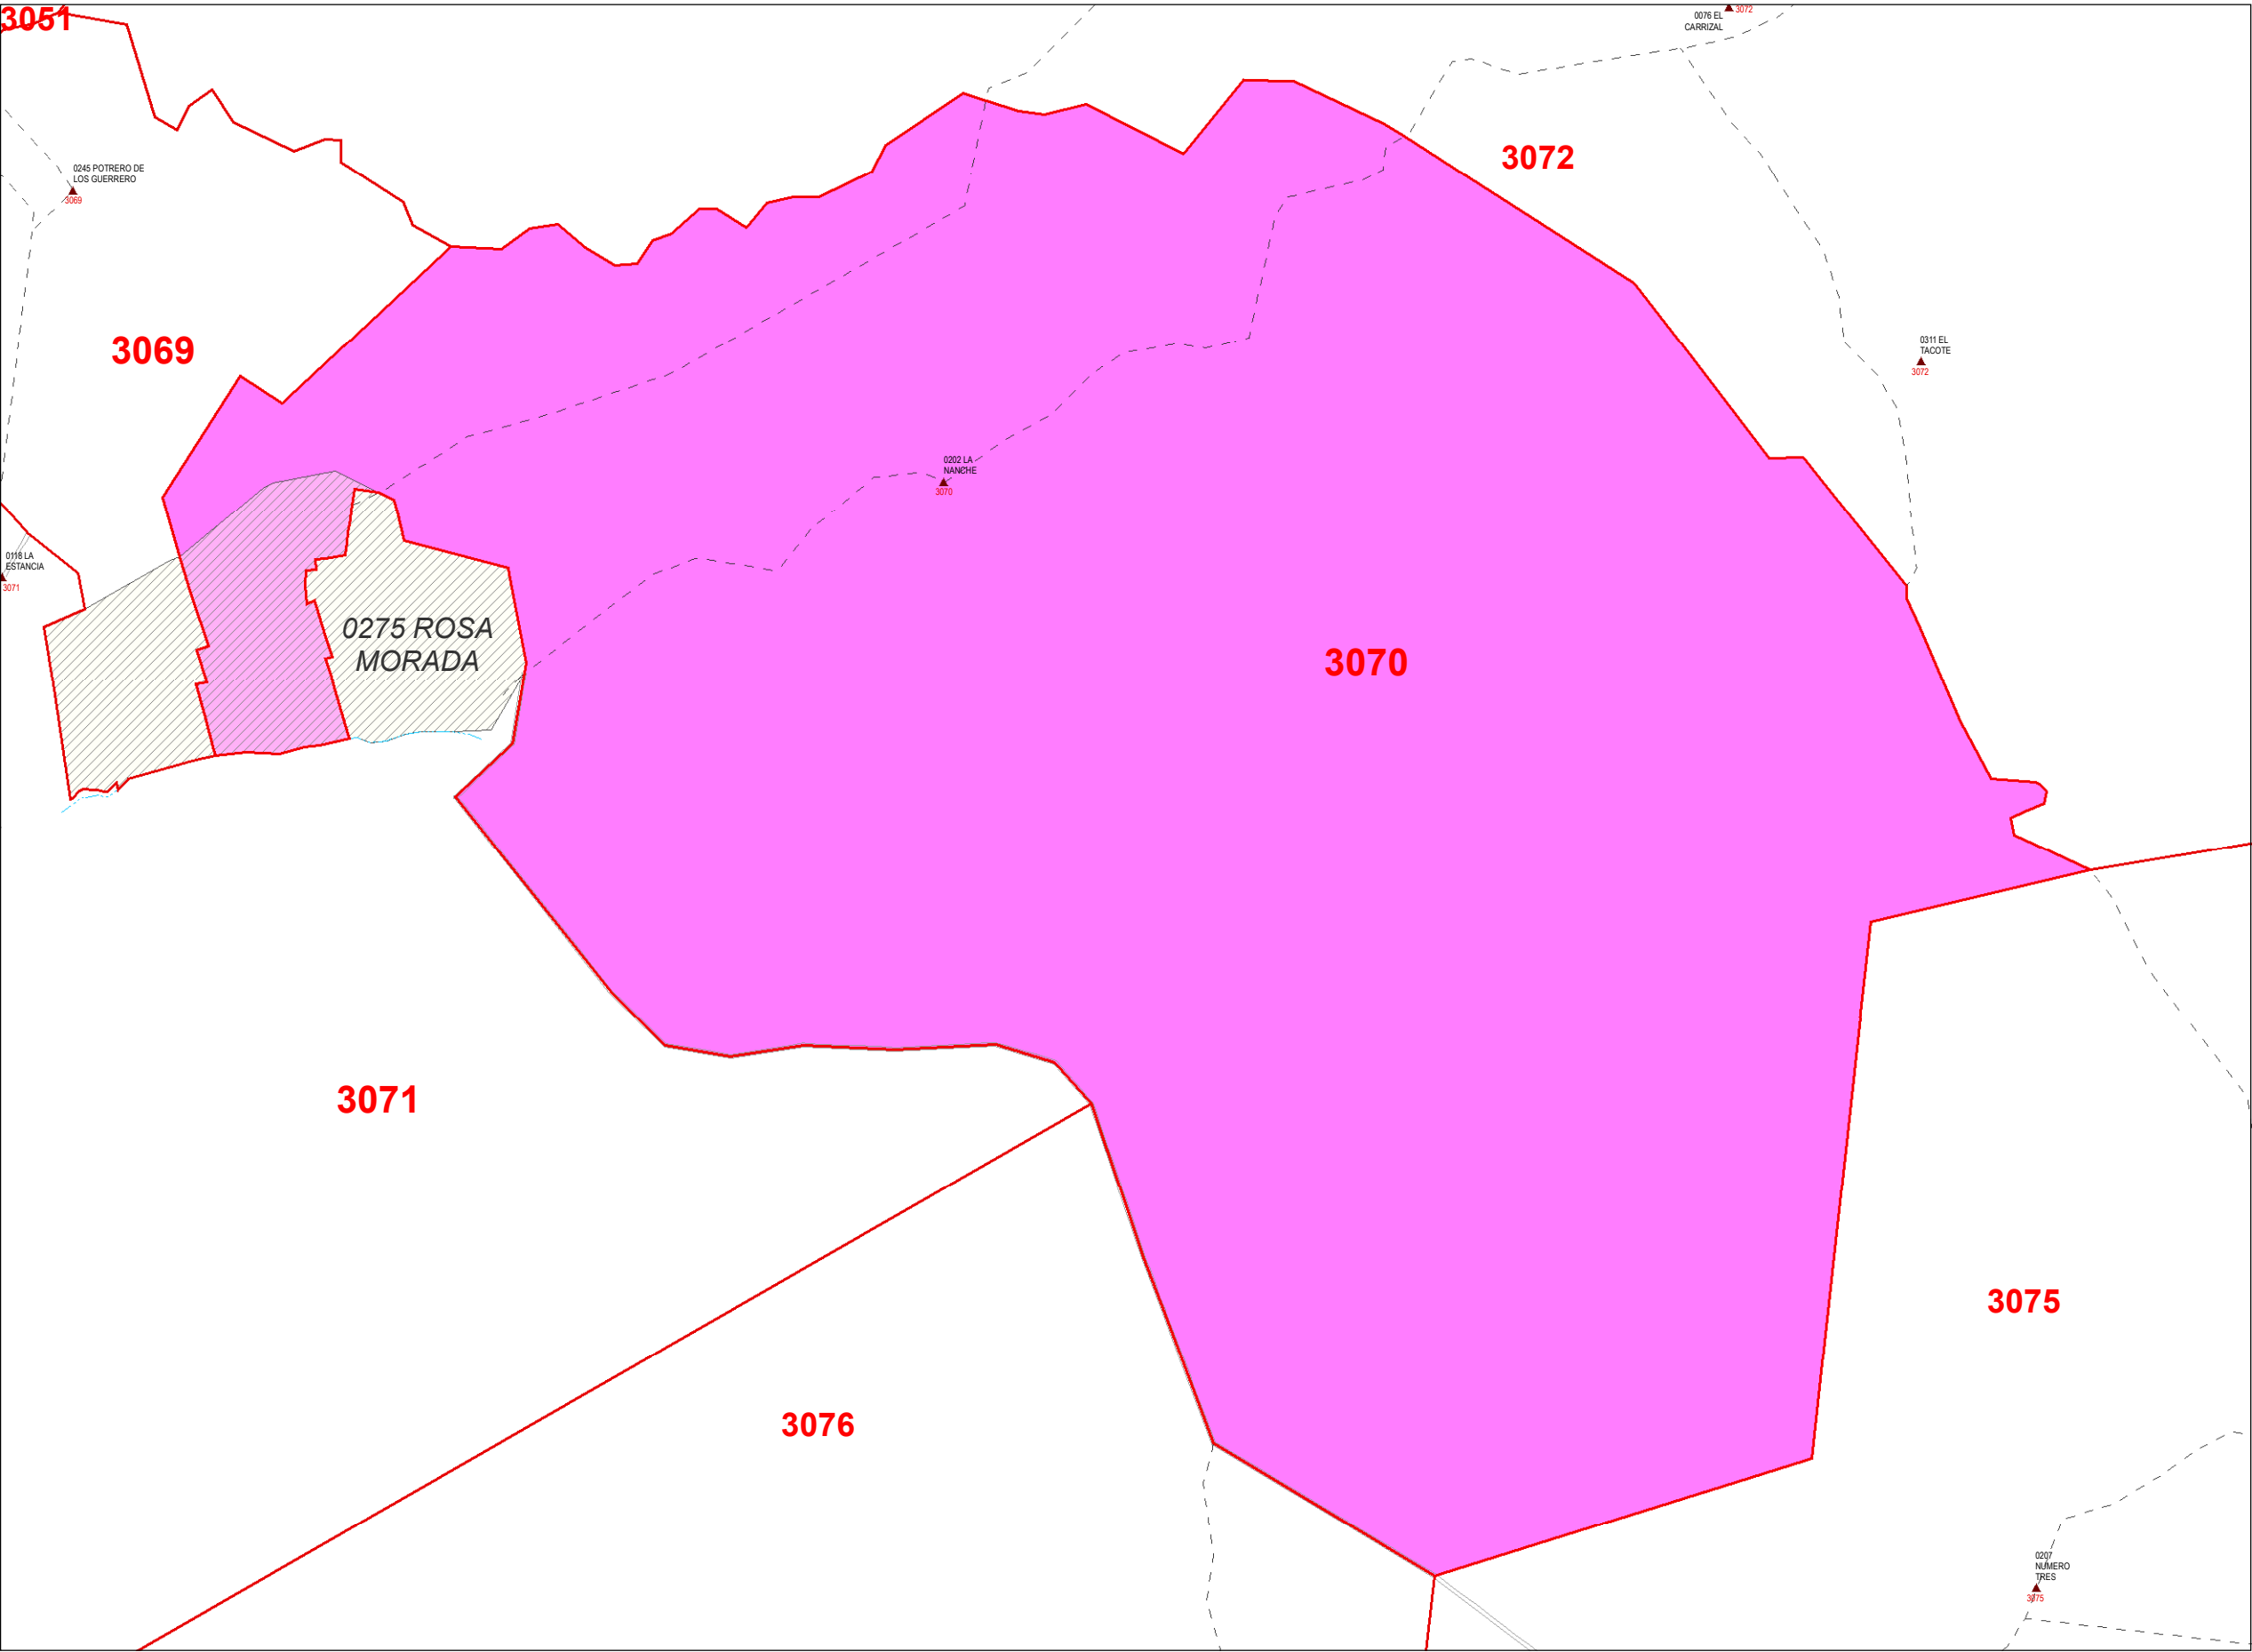 3051
0076 EL
CARRIZAL
3072
3072
0245 POTRERO DE
LOS GUERRERO
3069
3069
0311 EL
TACOTE
3072
0202 LA
NANCHE
3070
0118 LA
ESTANCIA
3071
0275 ROSA
MORADA
3070
3071
3075
3076
0207
NUMERO
TRES
3075